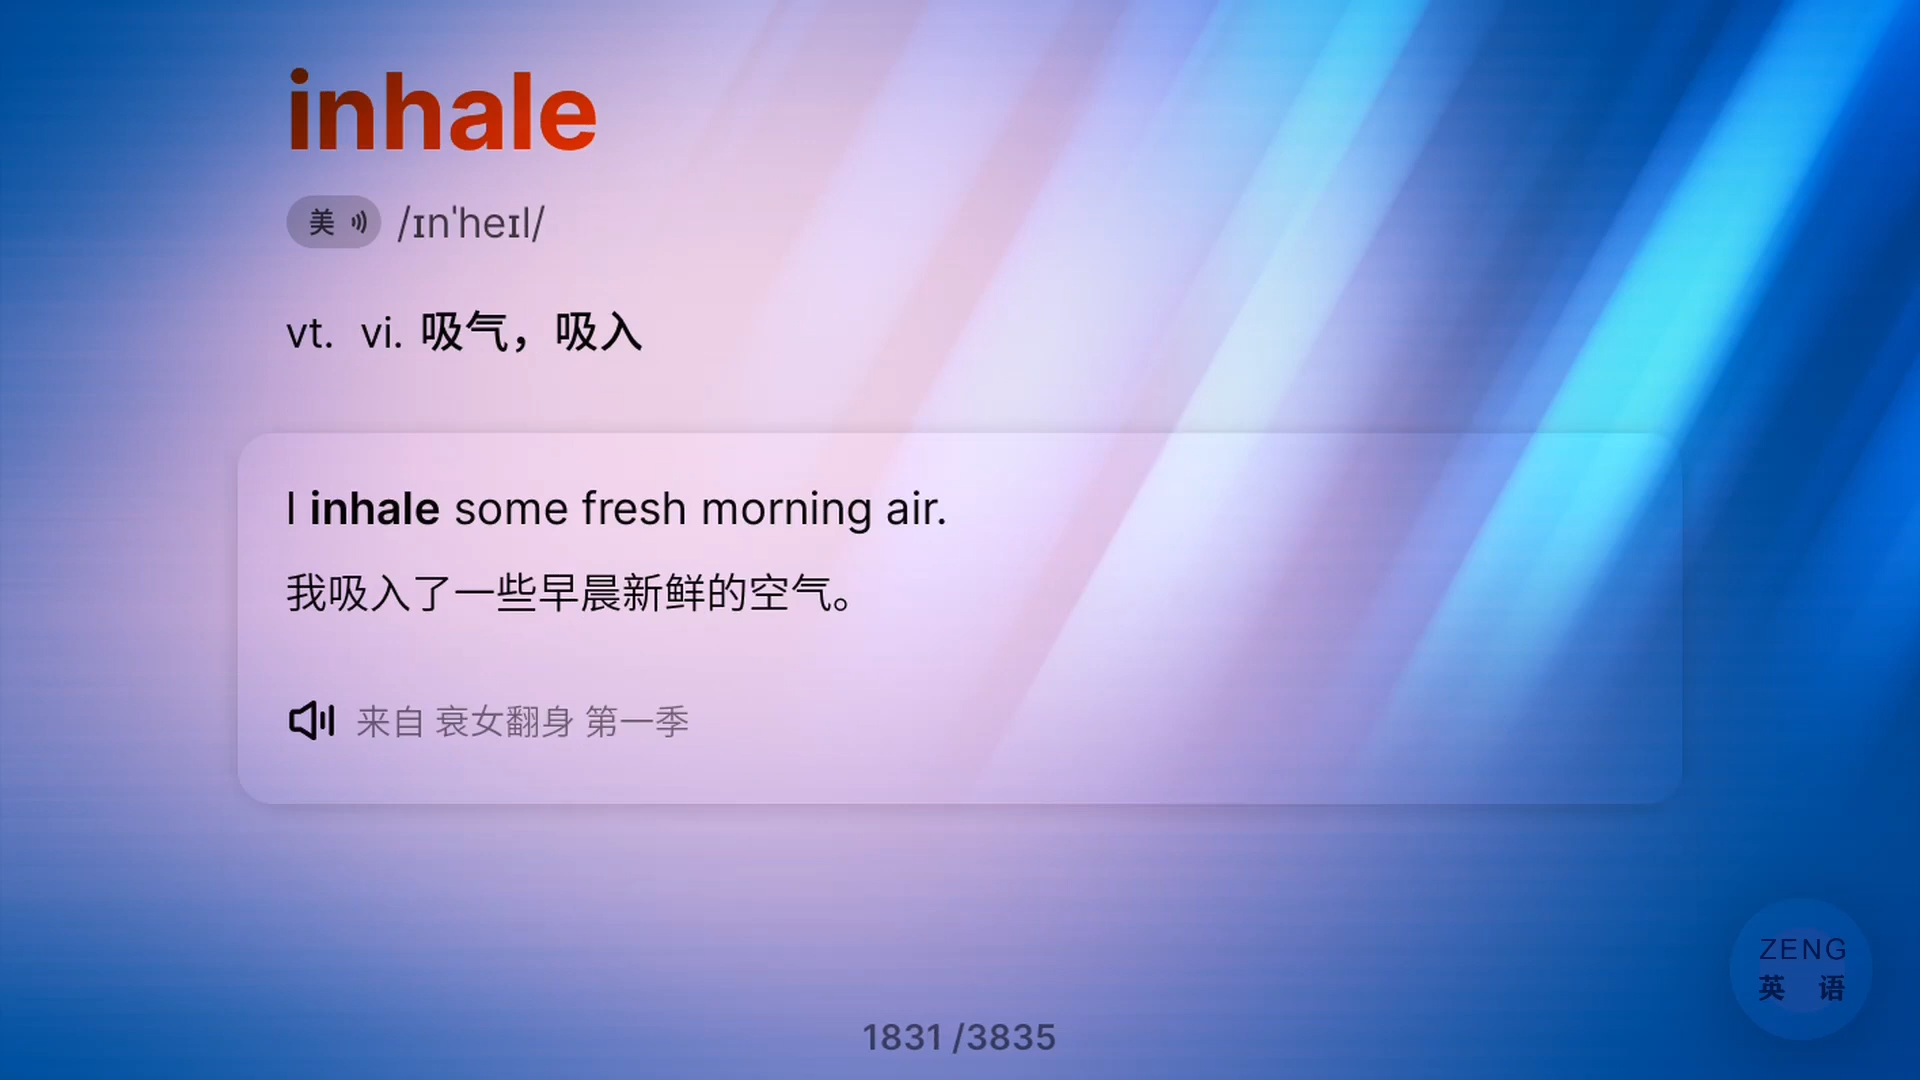 inhale
美 /ɪnˈheɪl/
vt. vi. 吸气，吸入
I inhale some fresh morning air.
我吸入了一些早晨新鲜的空气。
来自 衰女翻身 第一季
ZENG
英 语
1831 /3835